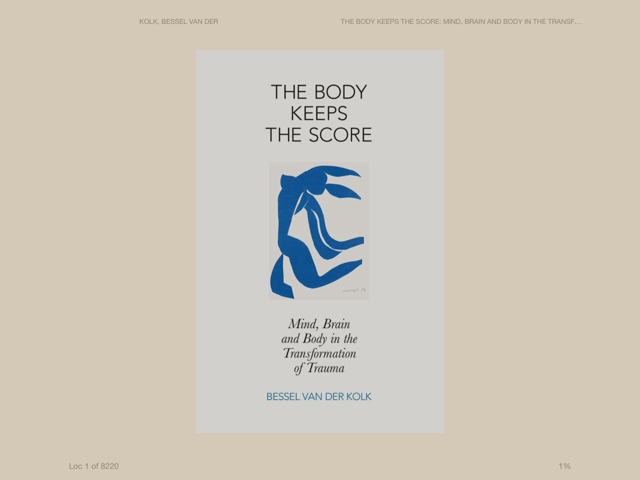 KOLK, BESSEL VAN DER
THE BODY KEEPS THE SCORE: MIND, BRAIN AND BODY IN THE TRANSF…
THE BODY
KEEPS
THE SCORE
Mind, Brain
and Body in the
Transformation
of Trauma
BESSEL VAN DER KOLK
Loc 1 of 8220
1%